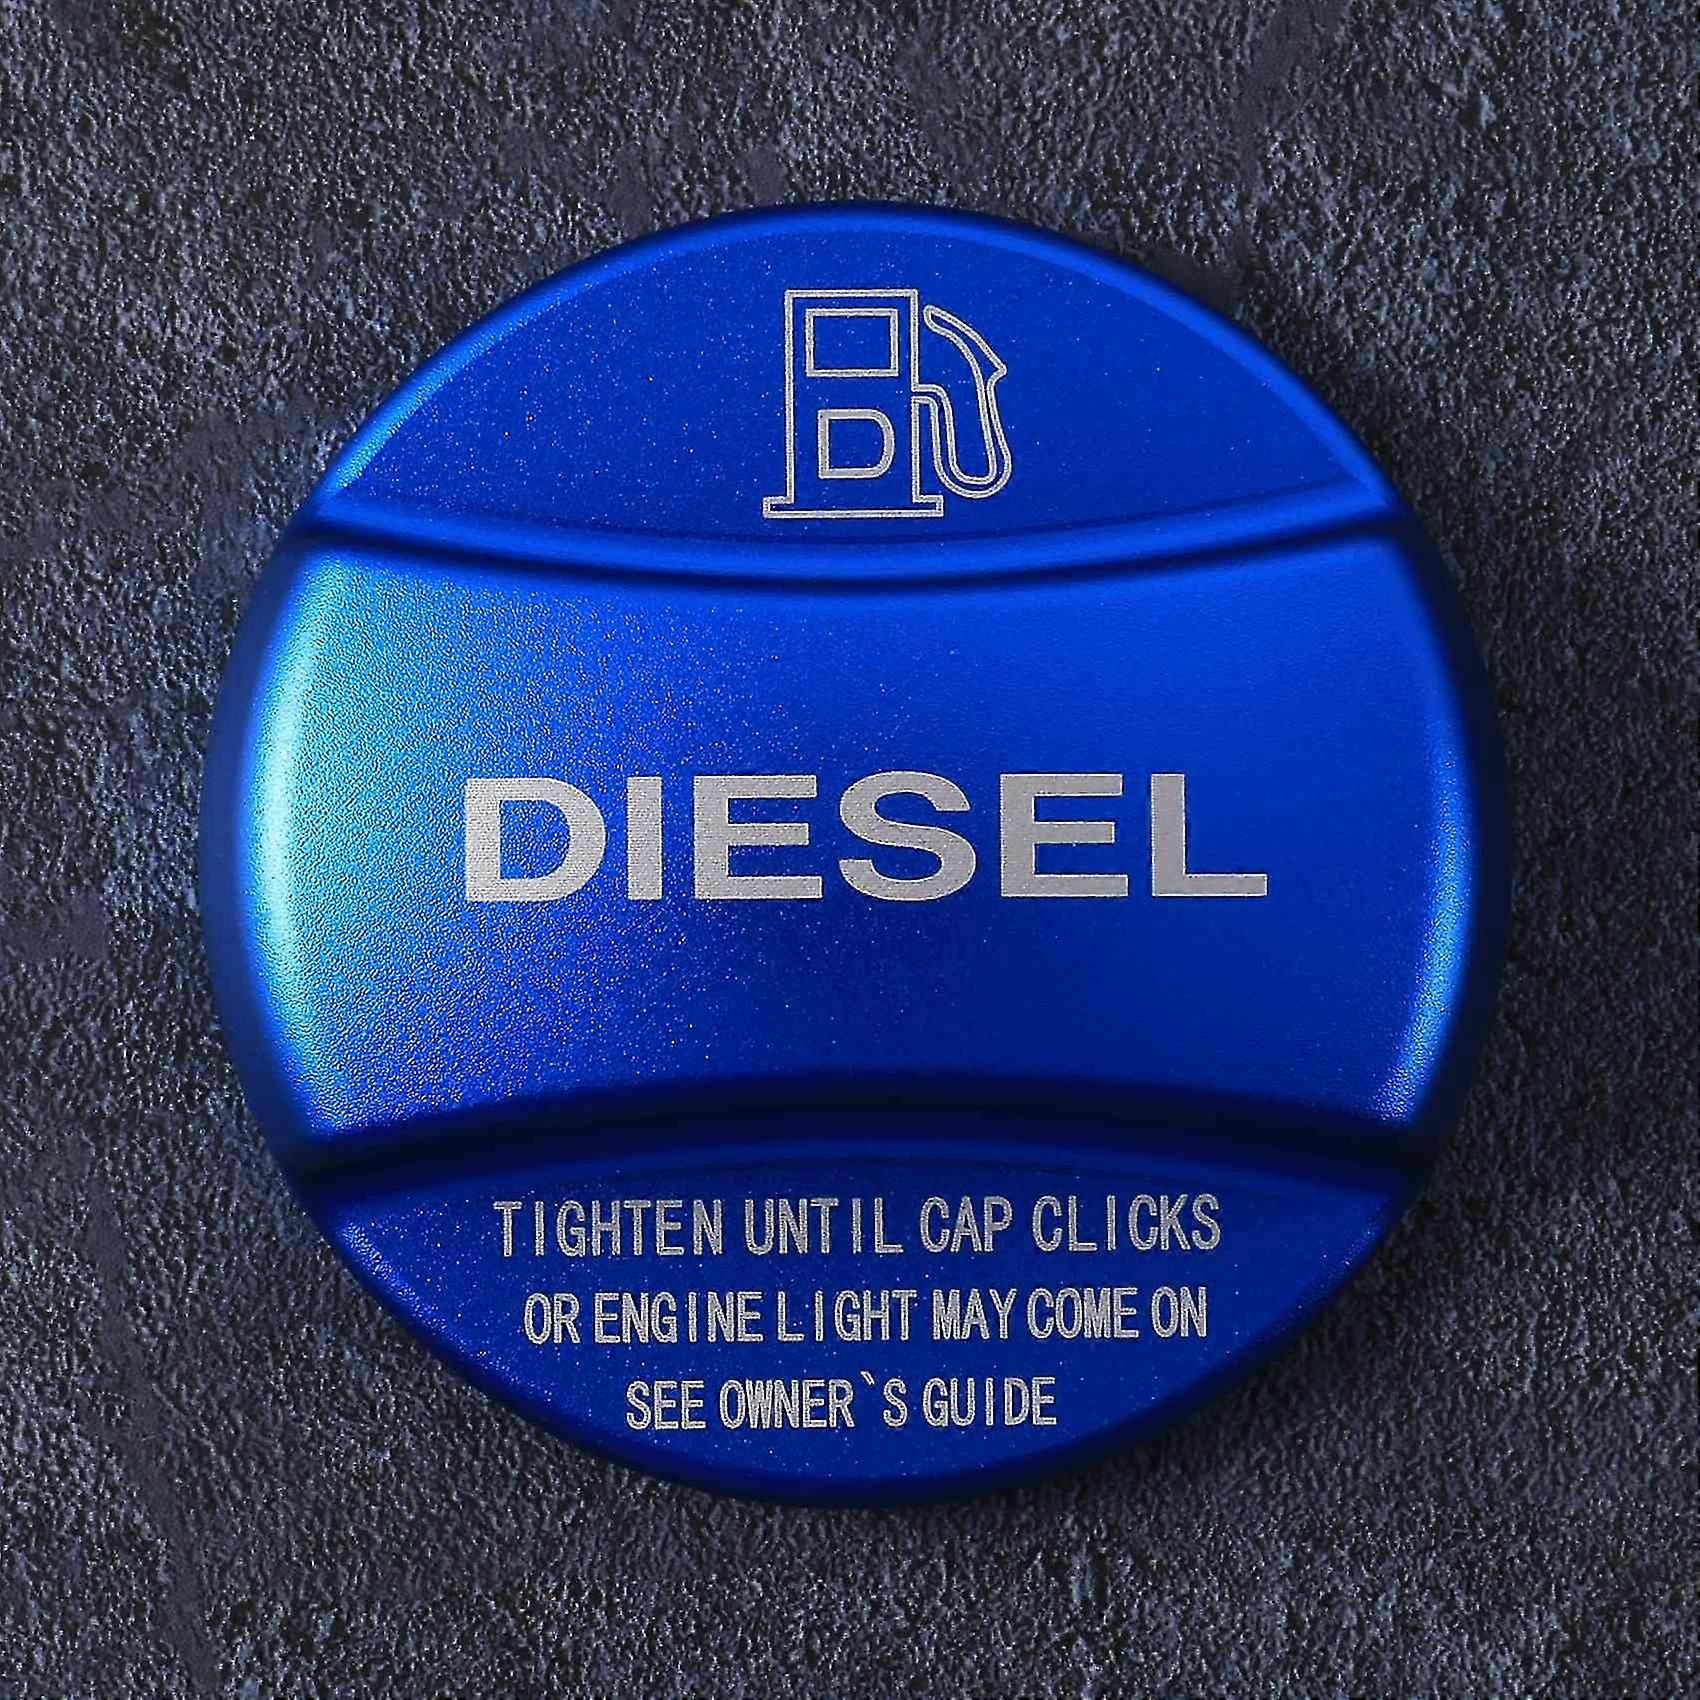 D
DIESEL
TIGHTEN UNTIL CAP CLICKS
OR ENGINE LIGHT MAY COME ON
SEE OWNER`S GUIDE